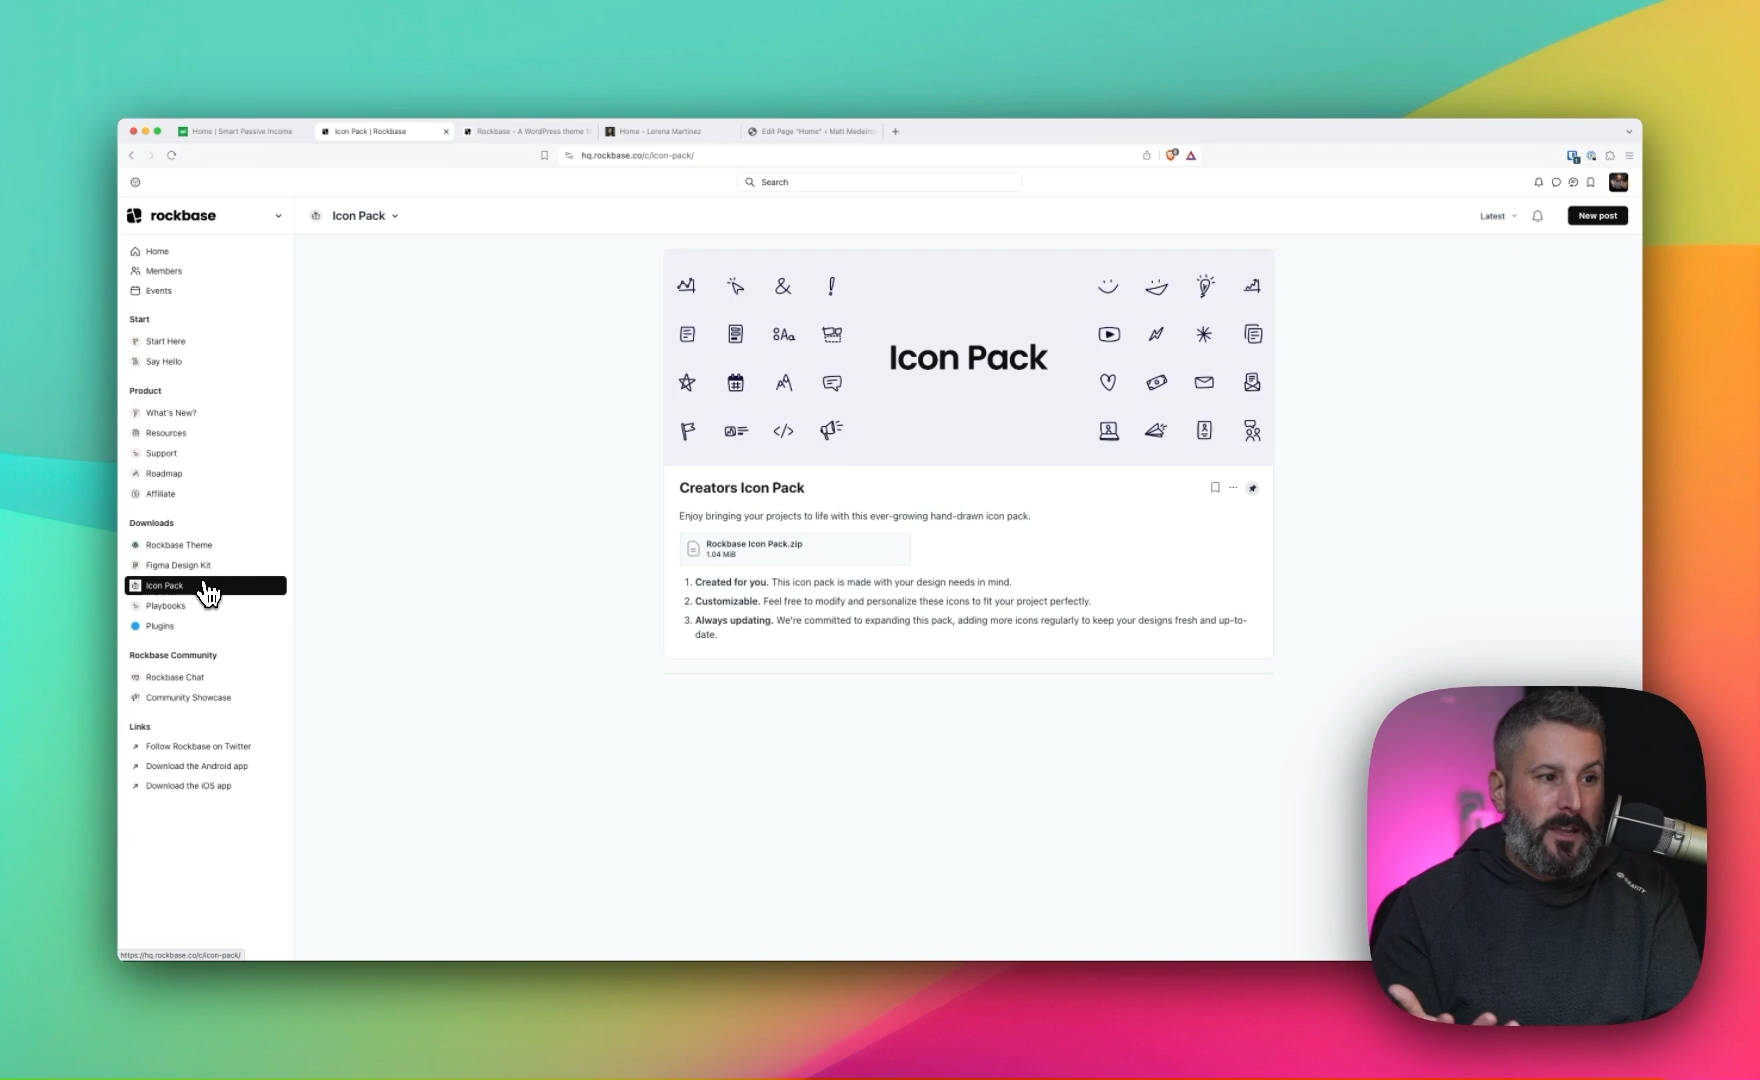 Home | Smart Passive Income
Icon Pack | Rockbase
Rockbase - A WordPress theme f
Home - Lorena Martinez
Edit Page "Home" ‹ Matt Medeiros
hq.rockbase.co/c/icon-pack/
Search
rockbase
Icon Pack
Latest
New post
Home
Members
Events
Start
Start Here
Say Hello
Product
What's New?
Resources
Support
Roadmap
Affiliate
Downloads
Rockbase Theme
Figma Design Kit
Icon Pack
Playbooks
Plugins
Rockbase Community
Rockbase Chat
Community Showcase
Links
Follow Rockbase on Twitter
Download the Android app
Download the iOS app
https://hq.rockbase.co/c/icon-pack/
&
!
Aa
Icon Pack
</>
Creators Icon Pack
Enjoy bringing your projects to life with this ever-growing hand-drawn icon pack.
Rockbase Icon Pack.zip
1.04 MiB
1. Created for you. This icon pack is made with your design needs in mind.
2. Customizable. Feel free to modify and personalize these icons to fit your project perfectly.
3. Always updating. We're committed to expanding this pack, adding more icons regularly to keep your designs fresh and up-to-
date.
GRAVITY